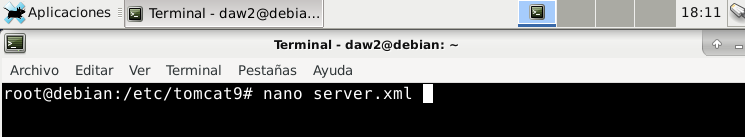 Aplicaciones Terminal - daw2@debia... 18:11
Terminal - daw2@debian: ~
Archivo Editar Ver Terminal Pestañas Ayuda
root@debian:/etc/tomcat9# nano server.xml